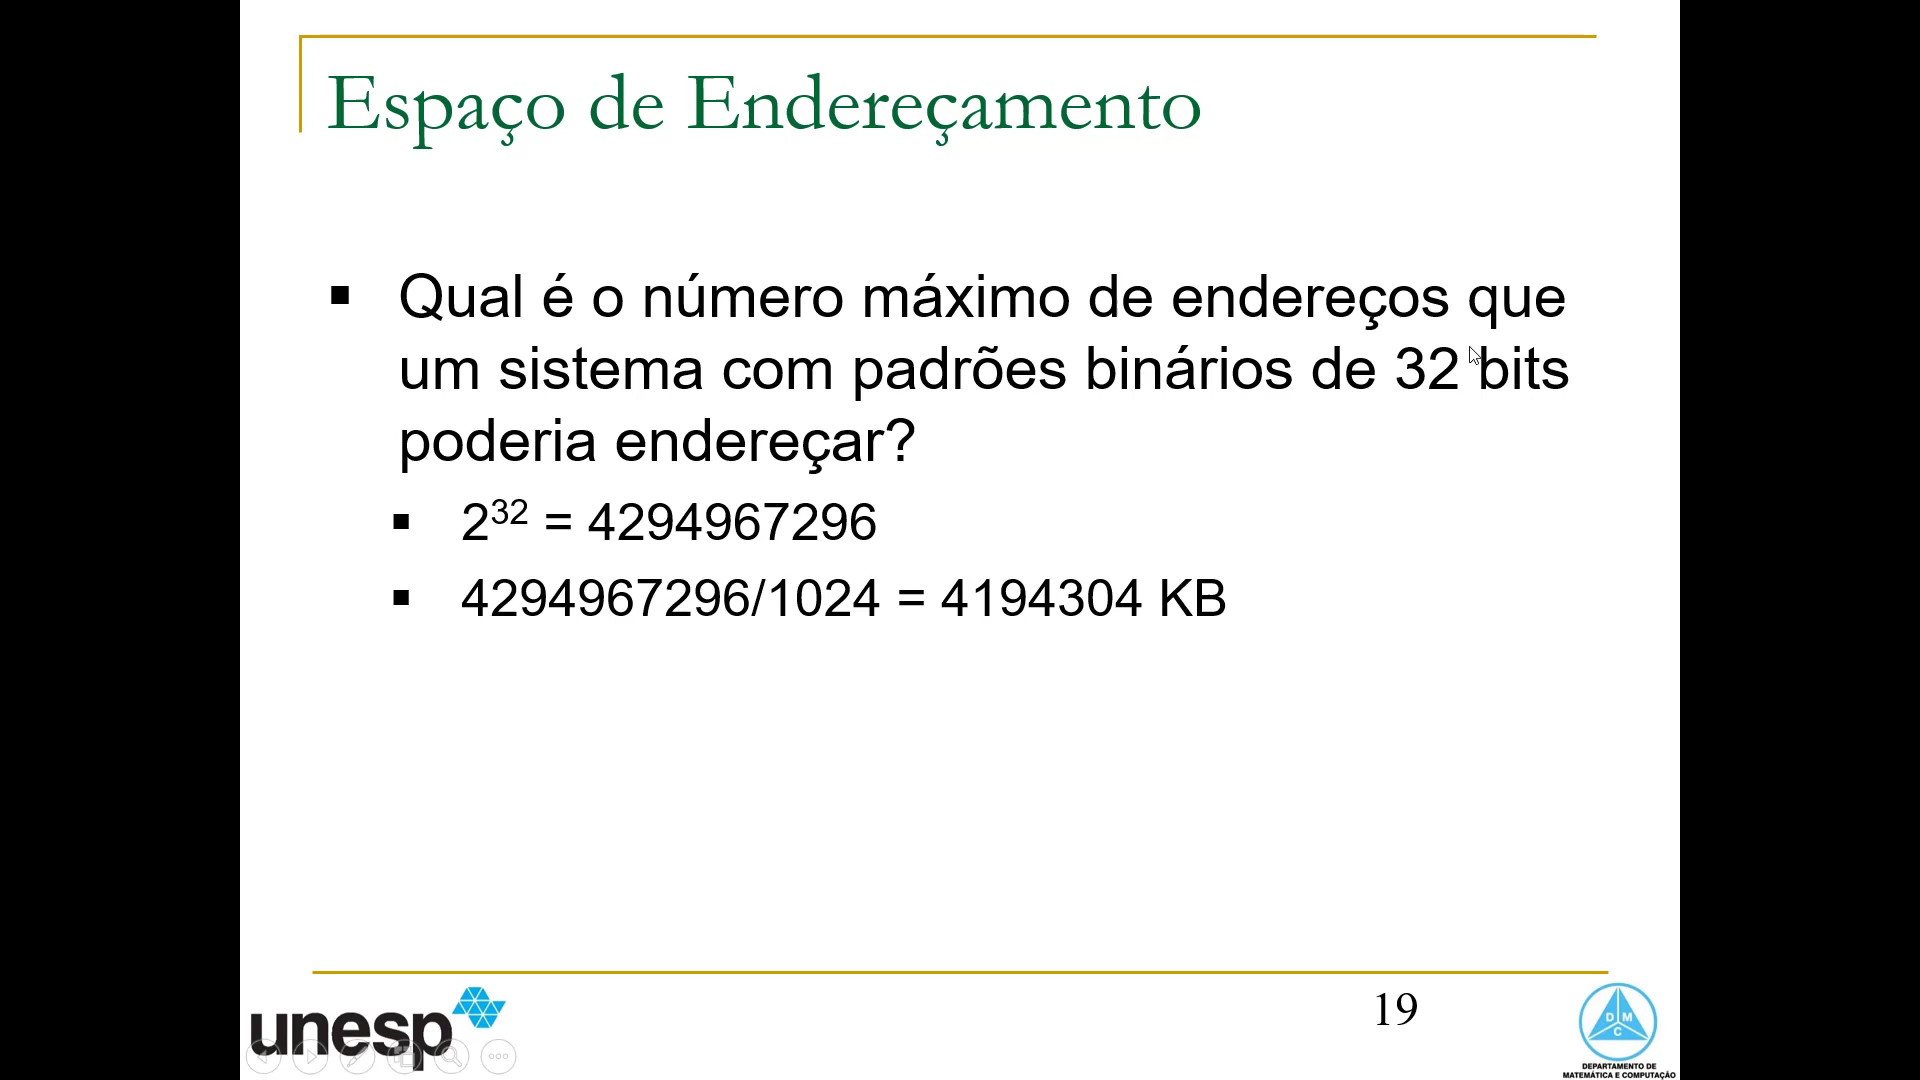 Espaço de Endereçamento
Qual é o número máximo de endereços que
um sistema com padrões binários de 32 bits
poderia endereçar?
2³² = 4294967296
4294967296/1024 = 4194304 KB
unesp
19
D M
C
DEPARTAMENTO DE
MATEMÁTICA E COMPUTAÇÃO